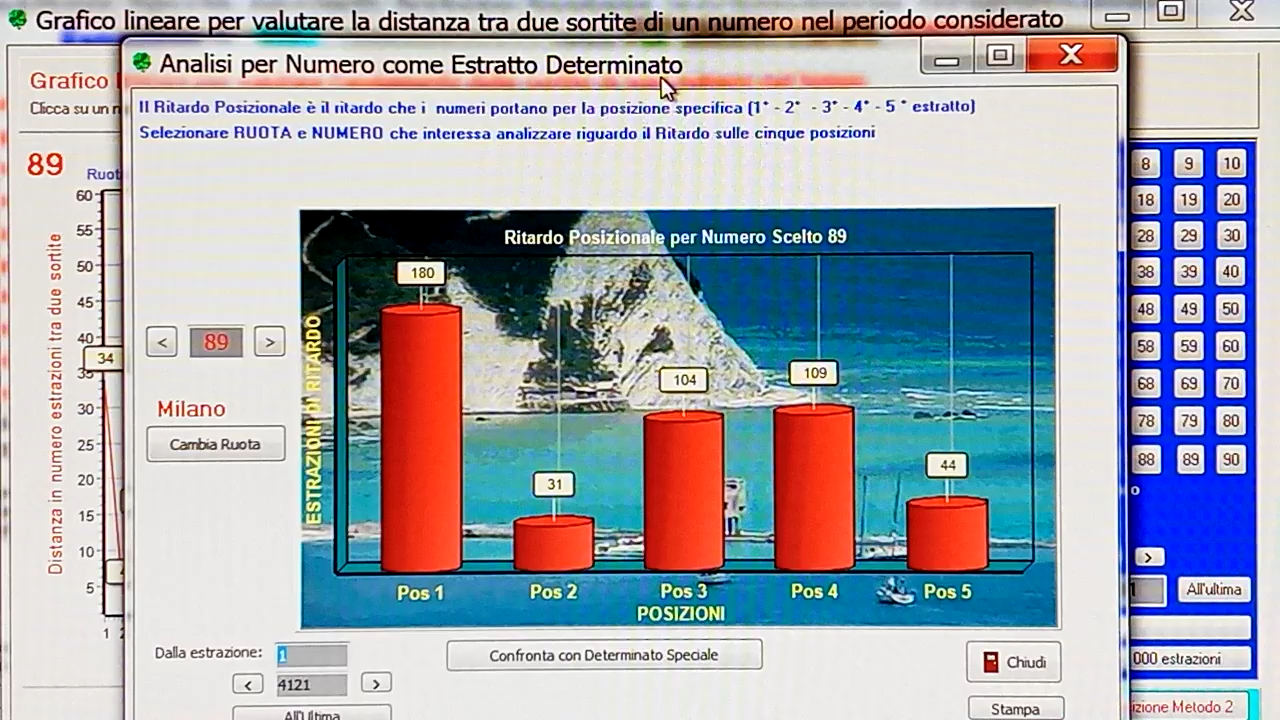 Grafico lineare per valutare la distanza tra due sortite di un numero nel periodo considerato
Analisi per Numero come Estratto Determinato
Grafico
Clicca su un n
Il Ritardo Posizionale è il ritardo che i numeri portano per la posizione specifica (1° - 2° - 3° - 4° - 5 ° estratto)
Selezionare RUOTA e NUMERO che interessa analizzare riguardo il Ritardo sulle cinque posizioni
89
Ruot
Distanza in numero estrazioni tra due sortite
60
55
50
45
40
35
30
25
20
15
10
5
34
1 2
< 89 >
Milano
Cambia Ruota
Ritardo Posizionale per Numero Scelto 89
ESTRAZIONI DI RITARDO
180
31
104
109
44
Pos 1 Pos 2 Pos 3 Pos 4 Pos 5
POSIZIONI
Dalla estrazione: 1
< 4121 >
All'Ultima
Confronta con Determinato Speciale
Chiudi
Stampa
8 9 10
18 19 20
28 29 30
38 39 40
48 49 50
58 59 60
68 69 70
78 79 80
88 89 90
o
>
All'ultima
000 estrazioni
izione Metodo 2